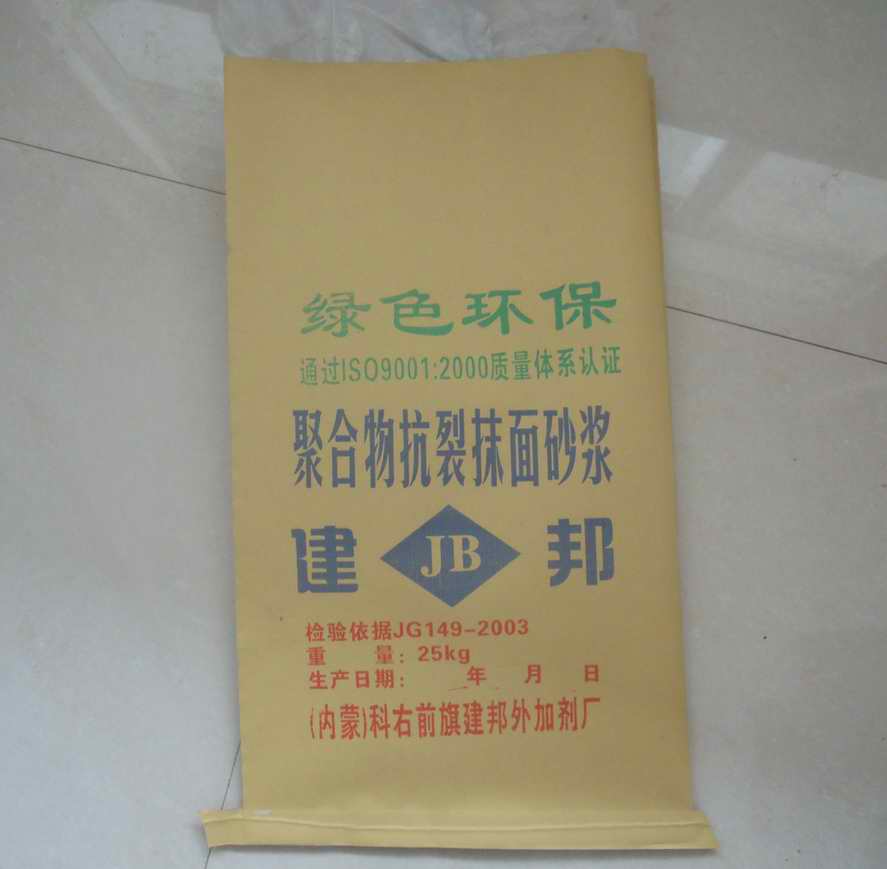 绿色环保
通过ISO9001:2000质量体系认证
聚合物抗裂抹面砂浆
建 JB 邦
检验依据JG149-2003
重 量: 25kg
生产日期: 年 月 日
(内蒙)科右前旗建邦外加剂厂